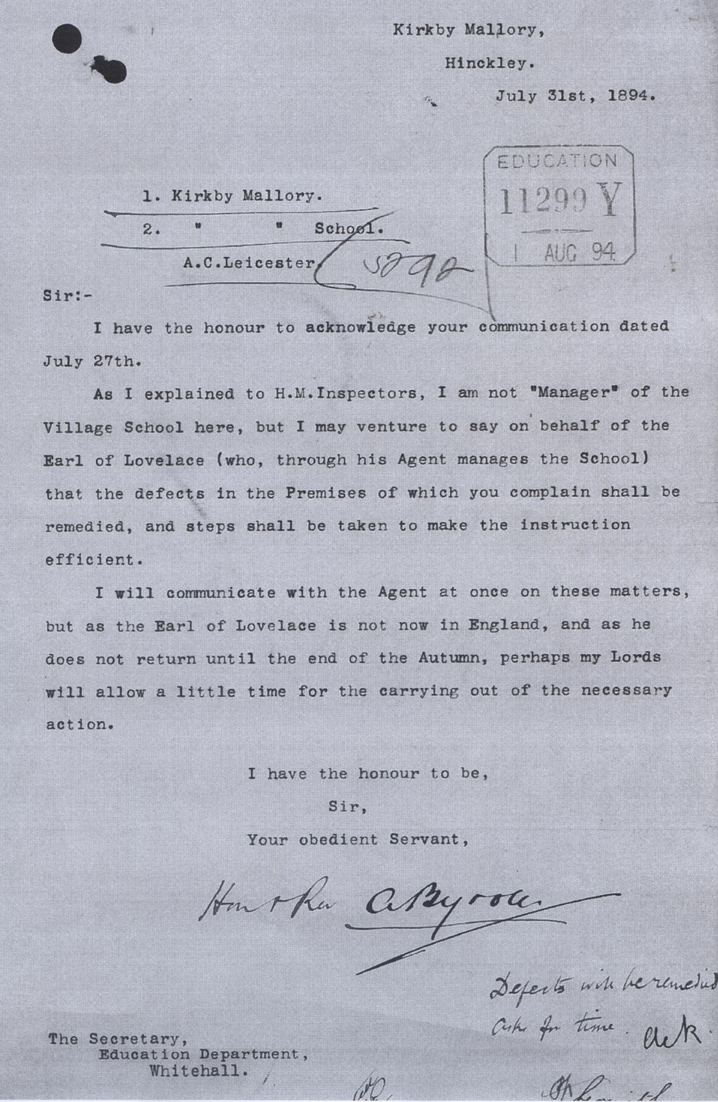 Kirkby Mallory,
Hinckley.
July 31st, 1894.
EDUCATION
11299 Y
1 AUG 94
1. Kirkby Mallory.
2. " " School.
A.C.Leicester.
5292
Sir:-
I have the honour to acknowledge your communication dated
July 27th.
As I explained to H.M.Inspectors, I am not "Manager" of the
Village School here, but I may venture to say on behalf of the
Earl of Lovelace (who, through his Agent manages the School)
that the defects in the Premises of which you complain shall be
remedied, and steps shall be taken to make the instruction
efficient.
I will communicate with the Agent at once on these matters,
but as the Earl of Lovelace is not now in England, and as he
does not return until the end of the Autumn, perhaps my Lords
will allow a little time for the carrying out of the necessary
action.
I have the honour to be,
Sir,
Your obedient Servant,
Hon & Rev A Byron
Defects will be remedied
asks for time.
The Secretary,
Education Department,
Whitehall.